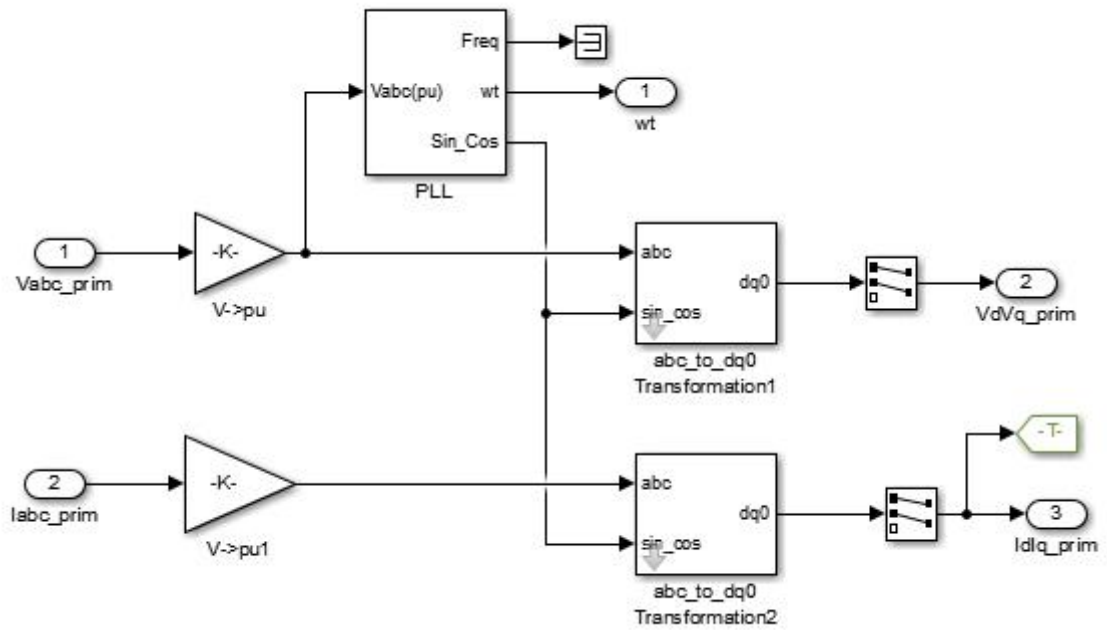 Freq
Vabc(pu)
wt
1
wt
Sin_Cos
PLL
1
Vabc_prim
-K-
V->pu
abc
dq0
sin_cos
abc_to_dq0
Transformation1
2
VdVq_prim
-T-
2
Iabc_prim
-K-
V->pu1
abc
dq0
sin_cos
abc_to_dq0
Transformation2
3
IdIq_prim